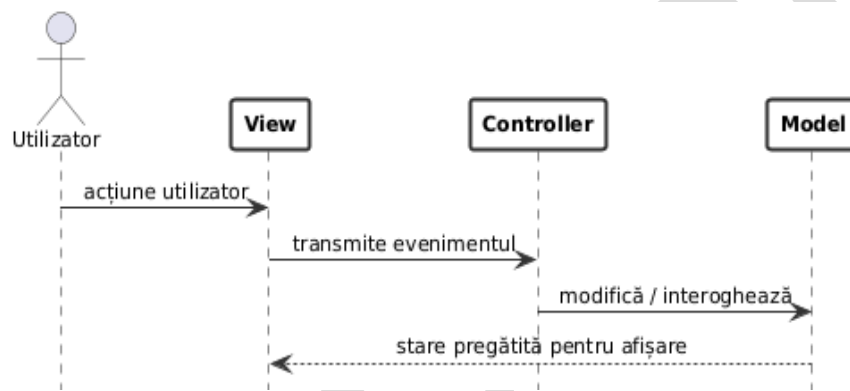 Utilizator
View
Controller
Model
acțiune utilizator
transmite evenimentul
modifică / interoghează
stare pregătită pentru afișare